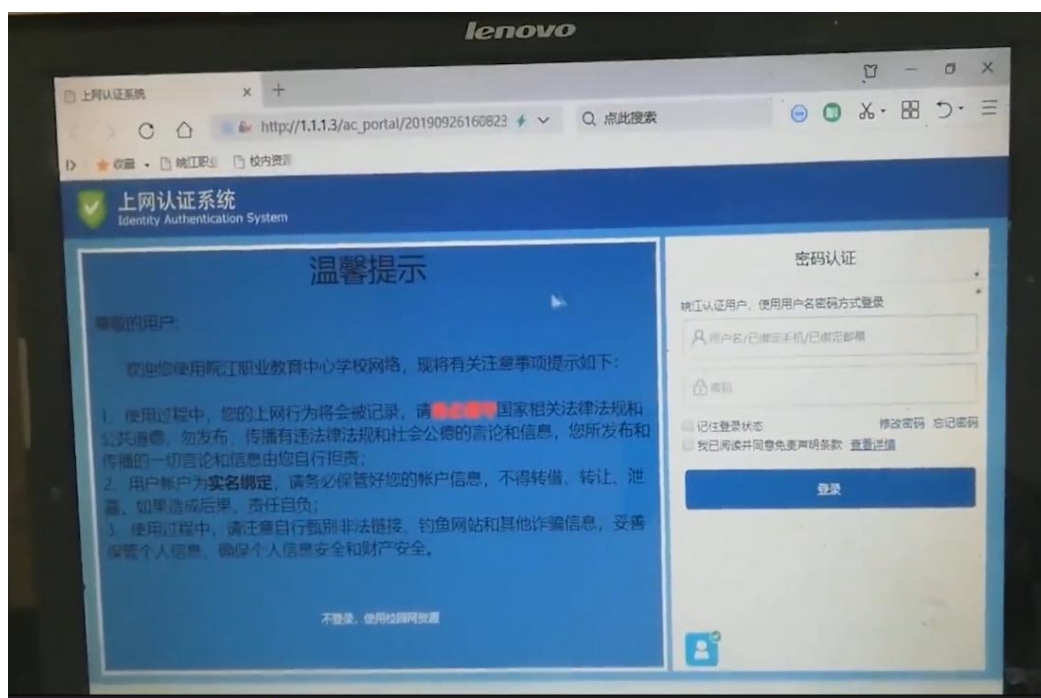 lenovo
上网认证系统
http://1.1.1.3/ac_portal/20190926160823
点此搜索
收藏
皖江职业
校内资源
上网认证系统
Identity Authentication System
温馨提示
尊敬的用户:
欢迎您使用皖江职业教育中心学校网络，现将有关注意事项提示如下：
1、使用过程中，您的上网行为将会被记录，请务必遵守国家相关法律法规和
公共道德，勿发布、传播有违法律法规和社会公德的言论和信息，您所发布和
传播的一切言论和信息由您自行担责；
2、用户帐户为实名绑定，请务必保管好您的帐户信息，不得转借、转让、泄
露，如果造成后果，责任自负；
3、使用过程中，请注意自行甄别非法链接、钓鱼网站和其他诈骗信息，妥善
保管个人信息，确保个人信息安全和财产安全。
不登录，使用校园网资源
密码认证
皖江认证用户，使用用户名密码方式登录
用户名/已绑定手机/已绑定邮箱
密码
记住登录状态
修改密码 忘记密码
我已阅读并同意免责声明条款 查看详情
登录